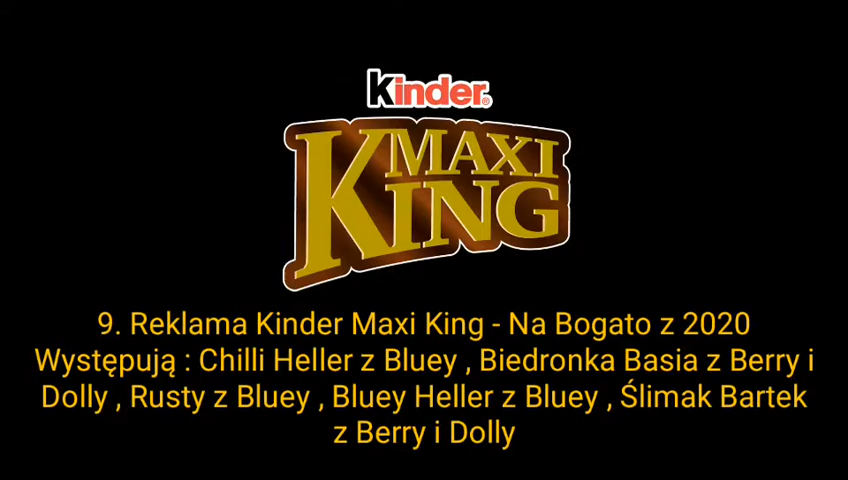 Kinder®
MAXI
KING
9. Reklama Kinder Maxi King - Na Bogato z 2020
Występują : Chilli Heller z Bluey , Biedronka Basia z Berry i
Dolly , Rusty z Bluey , Bluey Heller z Bluey , Ślimak Bartek
z Berry i Dolly